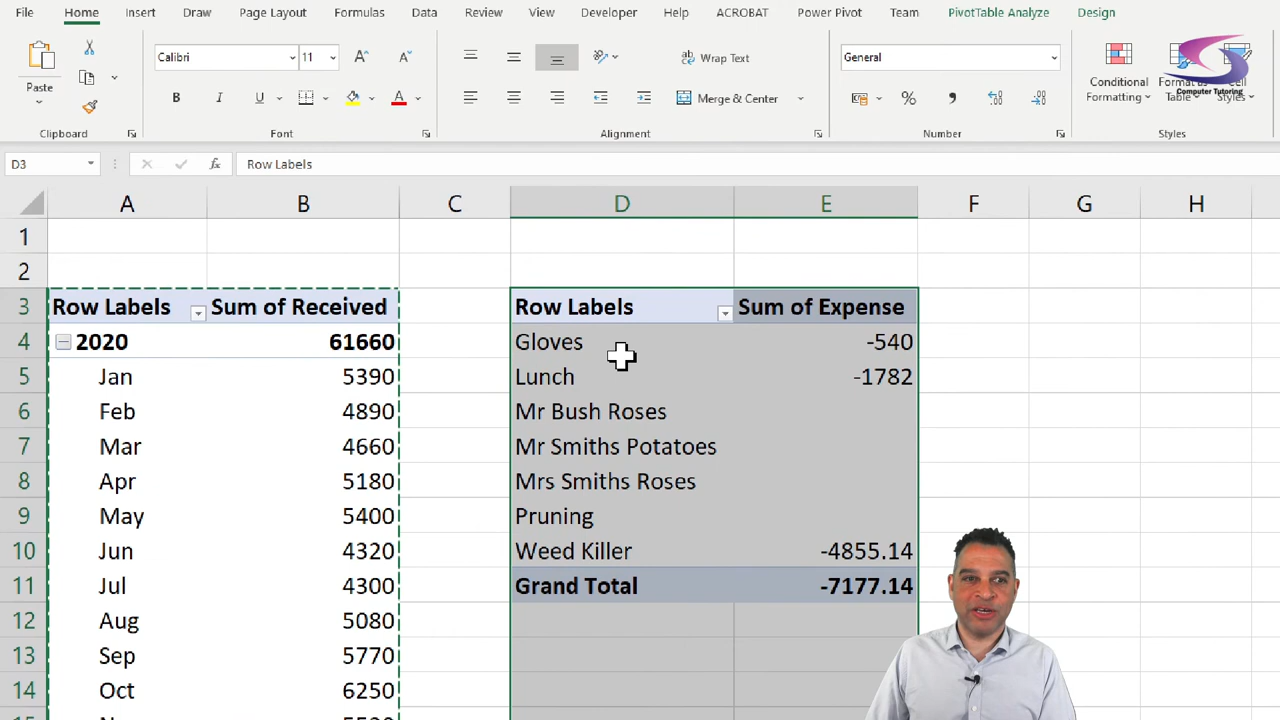 File Home Insert Draw Page Layout Formulas Data Review View Developer Help ACROBAT Power Pivot Team PivotTable Analyze Design
Paste
Calibri 11 A A
B I U A
Wrap Text
Merge & Center
General
% ,
Conditional Formatting
Format as Table
Cell Styles
Computer Tutoring
Clipboard Font Alignment Number Styles
D3 fx Row Labels
A B C D E F G H
1
2
3 Row Labels Sum of Received Row Labels Sum of Expense
4 2020 61660 Gloves -540
5 Jan 5390 Lunch -1782
6 Feb 4890 Mr Bush Roses
7 Mar 4660 Mr Smiths Potatoes
8 Apr 5180 Mrs Smiths Roses
9 May 5400 Pruning
10 Jun 4320 Weed Killer -4855.14
11 Jul 4300 Grand Total -7177.14
12 Aug 5080
13 Sep 5770
14 Oct 6250